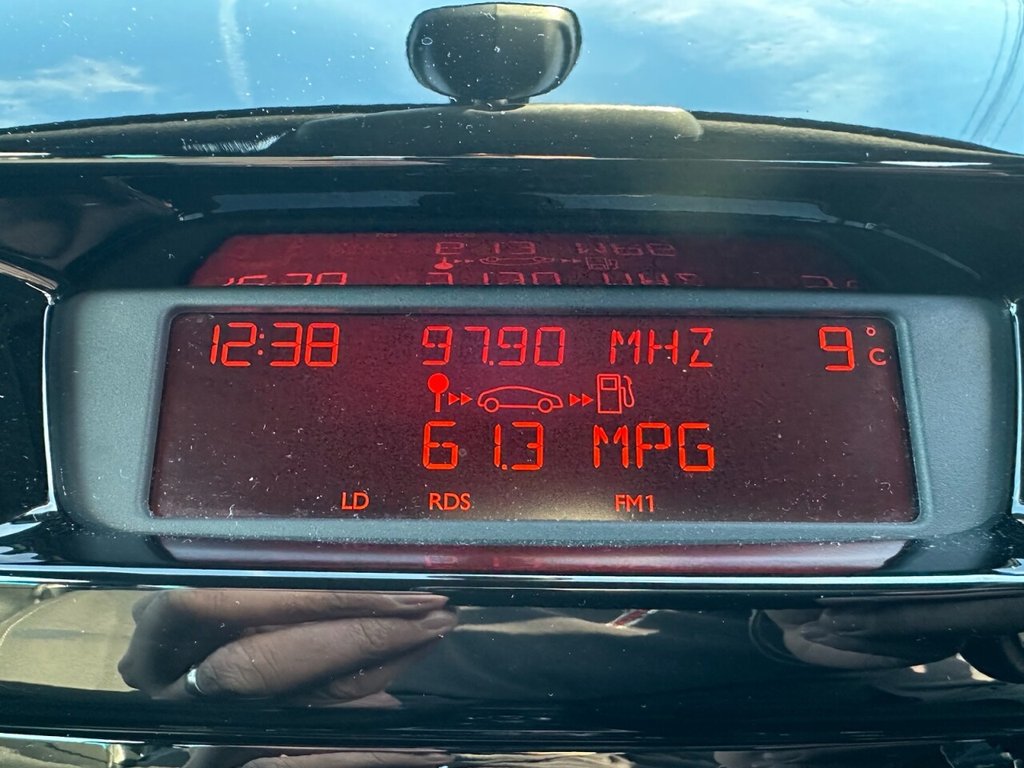 12:38 97.90 MHZ 9°C
61.3 MPG
LD RDS FM1